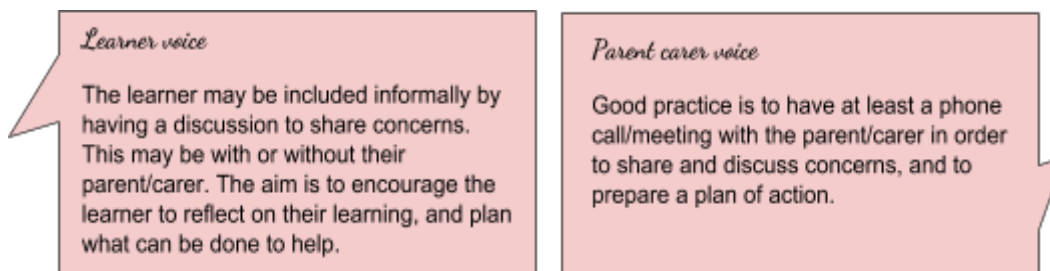 Learner voice
The learner may be included informally by
having a discussion to share concerns.
This may be with or without their
parent/carer. The aim is to encourage the
learner to reflect on their learning, and plan
what can be done to help.
Parent carer voice
Good practice is to have at least a phone
call/meeting with the parent/carer in order
to share and discuss concerns, and to
prepare a plan of action.